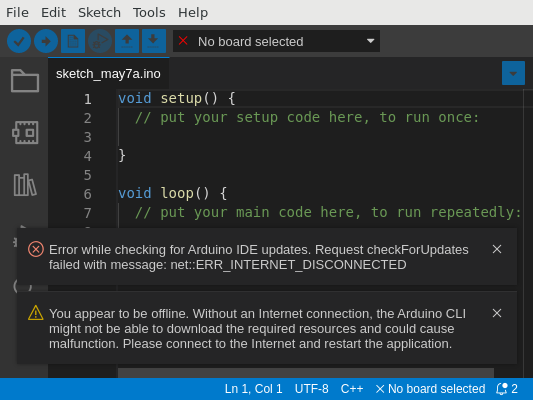 File Edit Sketch Tools Help
No board selected
sketch_may7a.ino
1 void setup() {
2 // put your setup code here, to run once:
3
4 }
5
6 void loop() {
7 // put your main code here, to run repeatedly:
8
Error while checking for Arduino IDE updates. Request checkForUpdates
failed with message: net::ERR_INTERNET_DISCONNECTED
You appear to be offline. Without an Internet connection, the Arduino CLI
might not be able to download the required resources and could cause
malfunction. Please connect to the Internet and restart the application.
Ln 1, Col 1 UTF-8 C++ No board selected 2